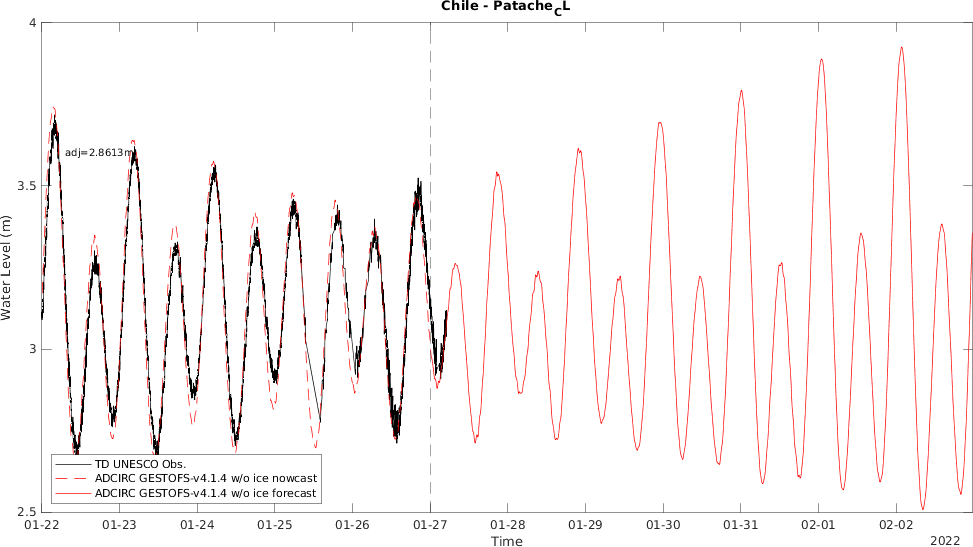 Chile - Patache_CL
4
3.5
3
2.5
Water Level (m)
adj=2.8613m
TD UNESCO Obs.
ADCIRC GESTOFS-v4.1.4 w/o ice nowcast
ADCIRC GESTOFS-v4.1.4 w/o ice forecast
01-22 01-23 01-24 01-25 01-26 01-27 01-28 01-29 01-30 01-31 02-01 02-02
Time
2022